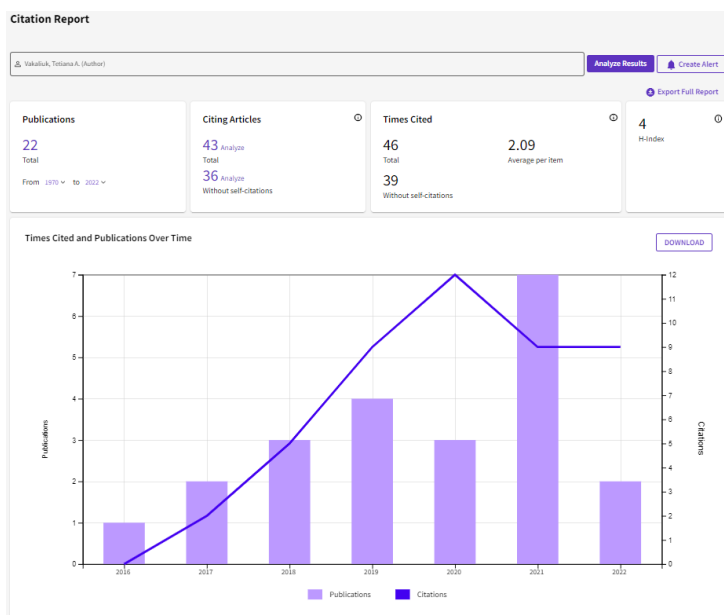 Citation Report
Vakaliuk, Tetiana A. (Author)
Analyze Results
Create Alert
Export Full Report
Publications
22
Total
From 1970 to 2022
Citing Articles
43 Analyze
Total
36 Analyze
Without self-citations
Times Cited
46
Total
2.09
Average per item
39
Without self-citations
4
H-Index
Times Cited and Publications Over Time
DOWNLOAD
7
6
5
4
3
2
1
0
Publications
12
11
10
9
8
7
6
5
4
3
2
1
0
Citations
2016 2017 2018 2019 2020 2021 2022
Publications Citations